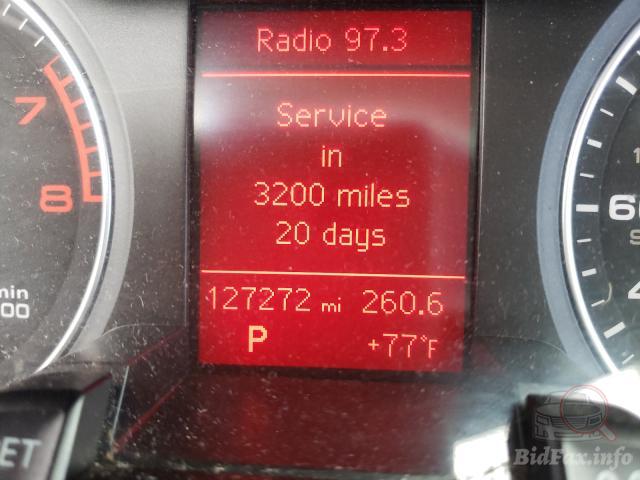 Radio 97.3
7
Service
in
3200 miles
8
20 days
127272 mi 260.6
P
+77°F
BidFax.info